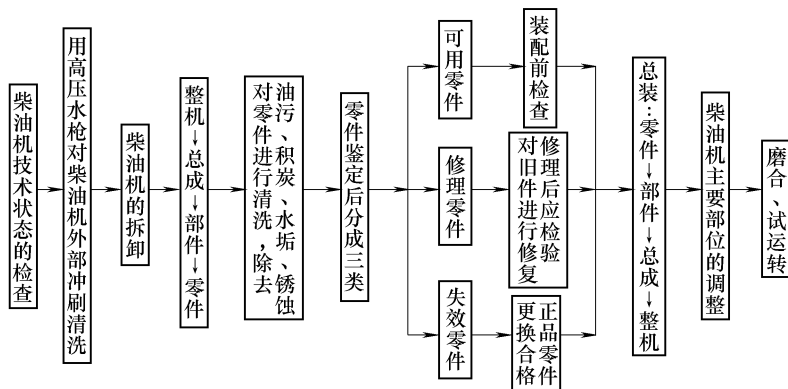 柴油机技术状态的检查
用高压水枪对柴油机外部冲刷清洗
柴油机的拆卸
整机→总成→部件→零件
对零件进行清洗，除去
油污、积炭、水垢、锈蚀
零件鉴定后分成三类
可用零件
装配前检查
修理零件
对旧件进行修复
修理后应检验
失效零件
更换合格
正品零件
总装：零件→部件→总成→整机
柴油机主要部位的调整
磨合、试运转